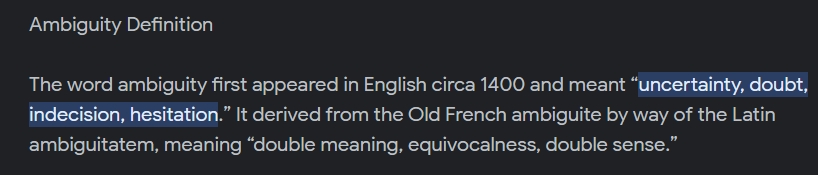 Ambiguity Definition
The word ambiguity first appeared in English circa 1400 and meant “uncertainty, doubt,
indecision, hesitation.” It derived from the Old French ambiguite by way of the Latin
ambiguitatem, meaning “double meaning, equivocalness, double sense.”